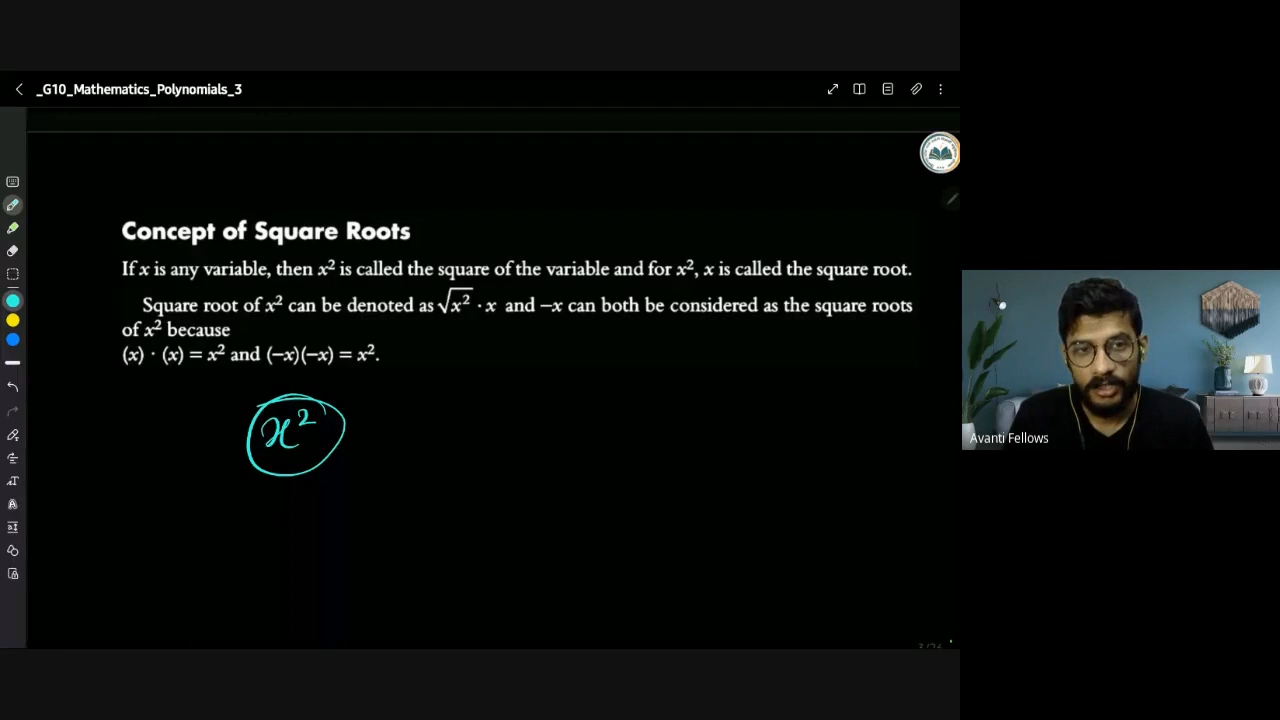 _G10_Mathematics_Polynomials_3
Concept of Square Roots
If x is any variable, then x² is called the square of the variable and for x², x is called the square root.
Square root of x² can be denoted as √x² · x and −x can both be considered as the square roots
of x² because
(x) · (x) = x² and (−x)(−x) = x².
x²
Avanti Fellows